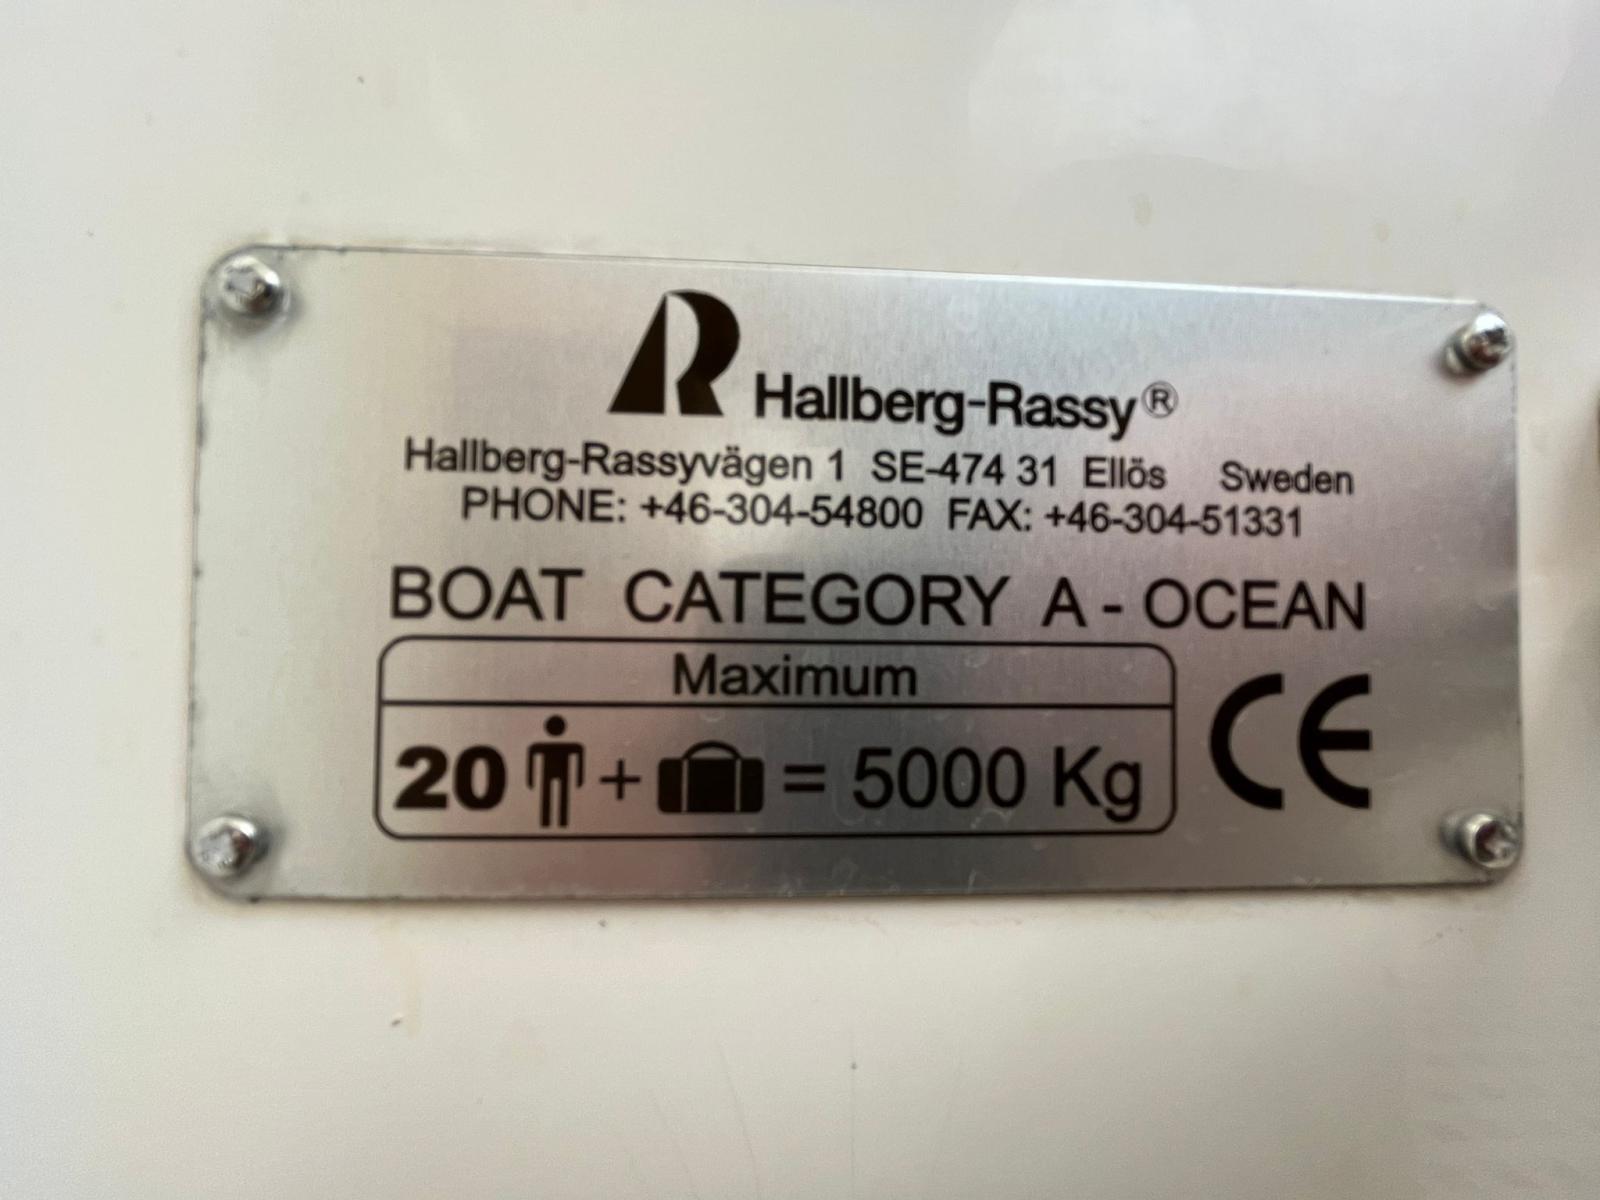 Hallberg-Rassy®
Hallberg-Rassyvägen 1 SE-474 31 Ellös Sweden
PHONE: +46-304-54800 FAX: +46-304-51331
BOAT CATEGORY A - OCEAN
Maximum
20 + = 5000 Kg
CE